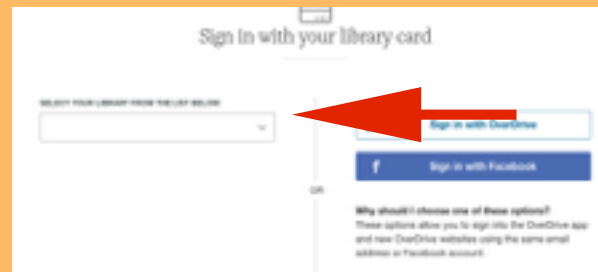 Sign in with your library card
SELECT YOUR LIBRARY FROM THE LIST BELOW
Sign in with OverDrive
f Sign in with Facebook
OR
Why should I choose one of these options?
These options allow you to sign into the OverDrive app
and new OverDrive websites using the same email
address or Facebook account.